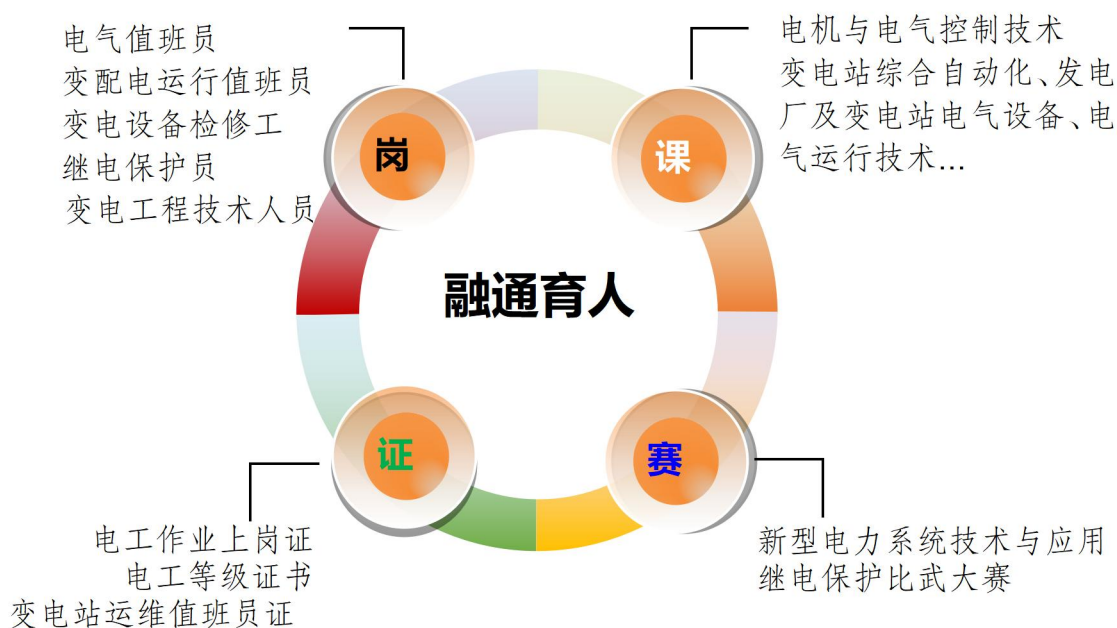 电气值班员
变配电运行值班员
变电设备检修工
继电保护员
变电工程技术人员
岗
电机与电气控制技术
变电站综合自动化、发电
厂及变电站电气设备、电
气运行技术...
课
融通育人
证
电工作业上岗证
电工等级证书
变电站运维值班员证
赛
新型电力系统技术与应用
继电保护比武大赛